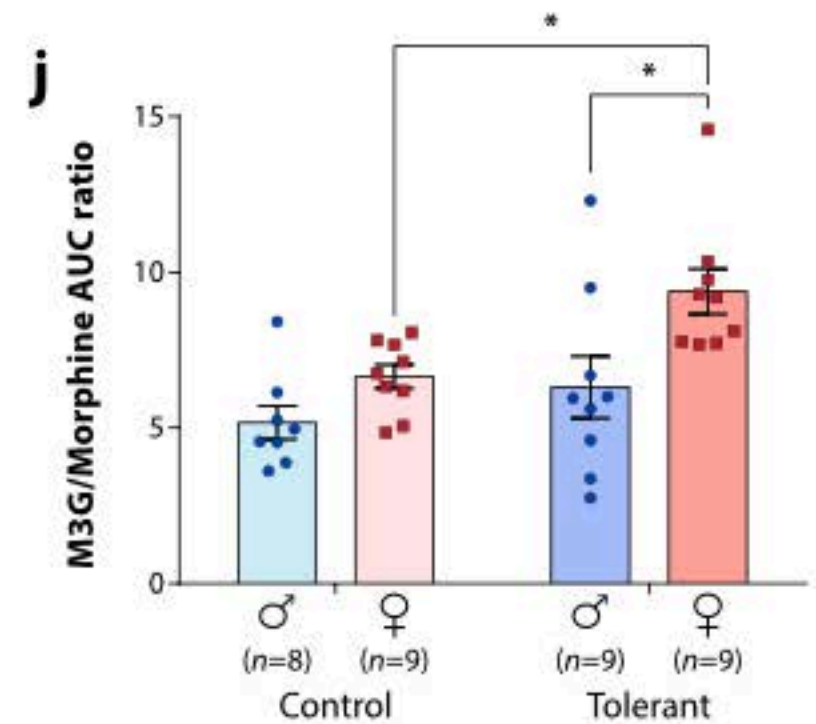 j
*
*
M3G/Morphine AUC ratio
15
10
5
0
♂ ♀ ♂ ♀
(n=8) (n=9) (n=9) (n=9)
Control Tolerant